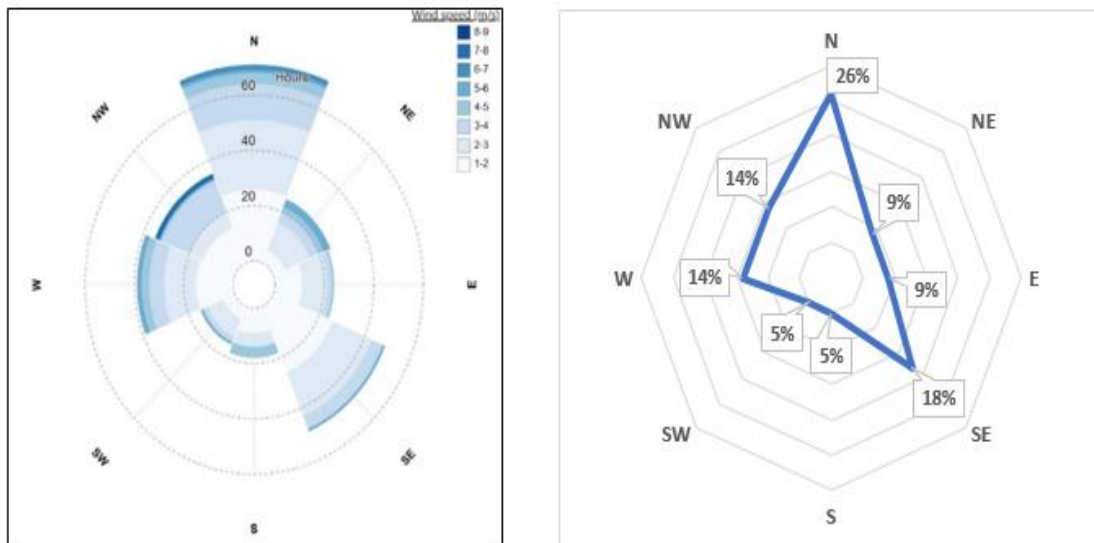 Wind speed (m/s)
8-9
7-8
6-7
5-6
4-5
3-4
2-3
1-2
N
Hours
60
40
20
0
NW
NE
W
E
SW
SE
S
N
26%
NW
NE
14%
9%
W
14%
9%
E
5%
5%
18%
SW
SE
S